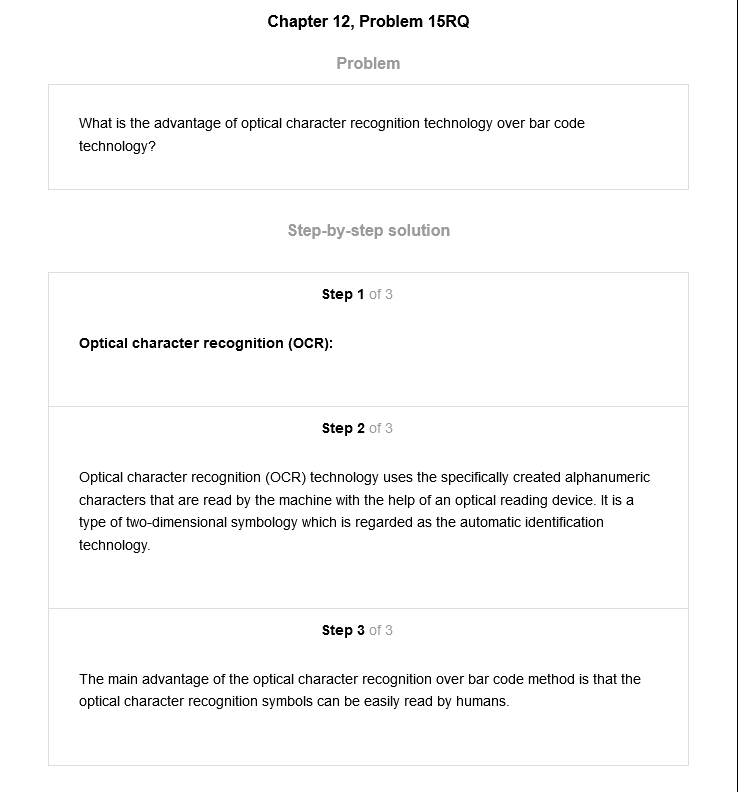 Chapter 12, Problem 15RQ
Problem
What is the advantage of optical character recognition technology over bar code
technology?
Step-by-step solution
Step 1 of 3
Optical character recognition (OCR):
Step 2 of 3
Optical character recognition (OCR) technology uses the specifically created alphanumeric
characters that are read by the machine with the help of an optical reading device. It is a
type of two-dimensional symbology which is regarded as the automatic identification
technology.
Step 3 of 3
The main advantage of the optical character recognition over bar code method is that the
optical character recognition symbols can be easily read by humans.